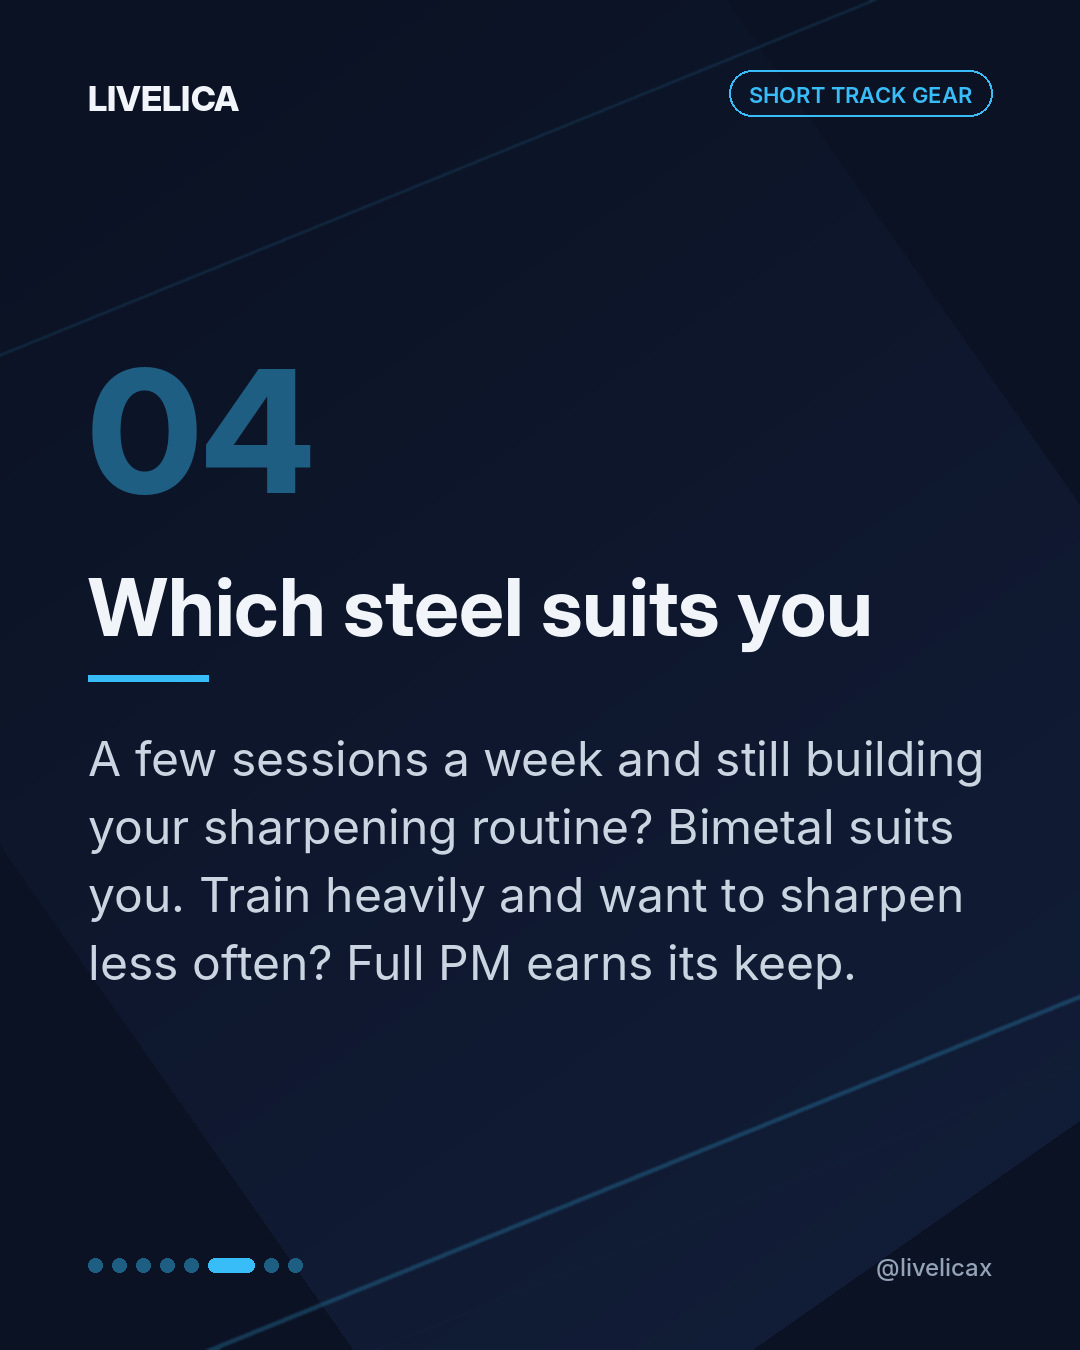 LIVELICA
SHORT TRACK GEAR
04
Which steel suits you
A few sessions a week and still building
your sharpening routine? Bimetal suits
you. Train heavily and want to sharpen
less often? Full PM earns its keep.
@livelicax